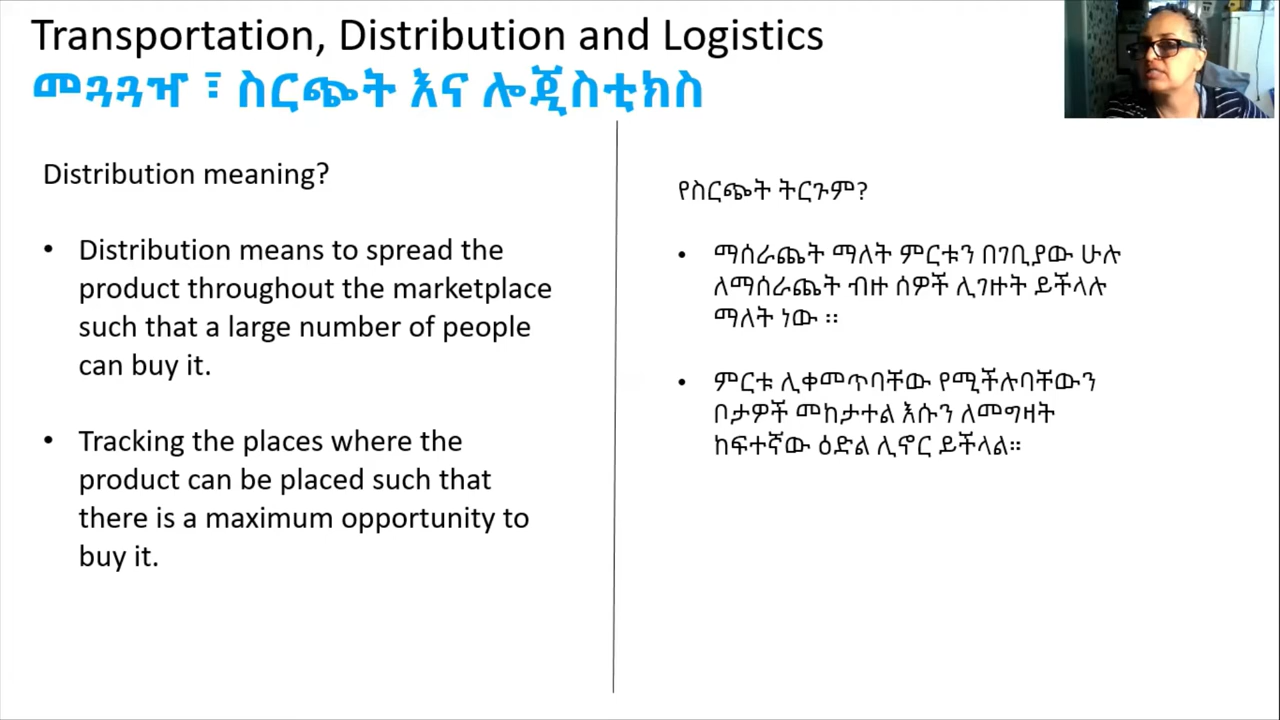 Transportation, Distribution and Logistics
መጓጓዣ ፣ ስርጭት እና ሎጂስቲክስ
Distribution meaning?
• Distribution means to spread the
product throughout the marketplace
such that a large number of people
can buy it.
• Tracking the places where the
product can be placed such that
there is a maximum opportunity to
buy it.
የስርጭት ትርጉም?
• ማሰራጨት ማለት ምርቱን በገቢያው ሁሉ
ለማሰራጨት ብዙ ሰዎች ሊገዙት ይችላሉ
ማለት ነው ፡፡
• ምርቱ ሊቀመጥባቸው የሚችሉባቸውን
ቦታዎች መከታተል እሱን ለመግዛት
ከፍተኛው ዕድል ሊኖር ይችላል።